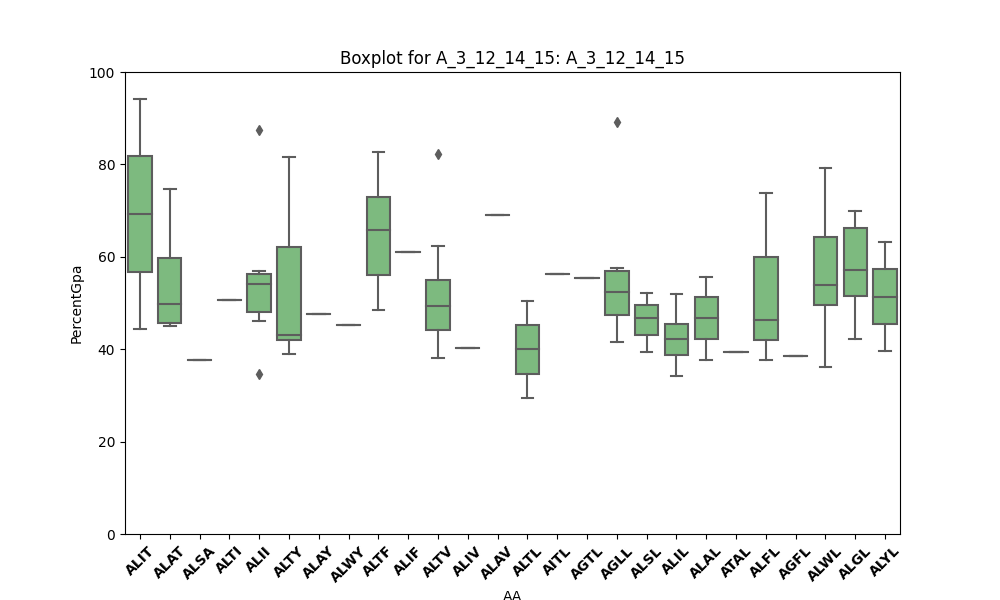 Boxplot for A_3_12_14_15: A_3_12_14_15
PercentGpa
100
80
60
40
20
0
ALIT ALAT ALSA ALTI ALII ALTY ALAY ALWY ALTF ALIF ALTV ALIV ALAV ALTL AITL AGTL AGLL ALSL ALIL ALAL ATAL ALFL AGFL ALWL ALGL ALYL
AA